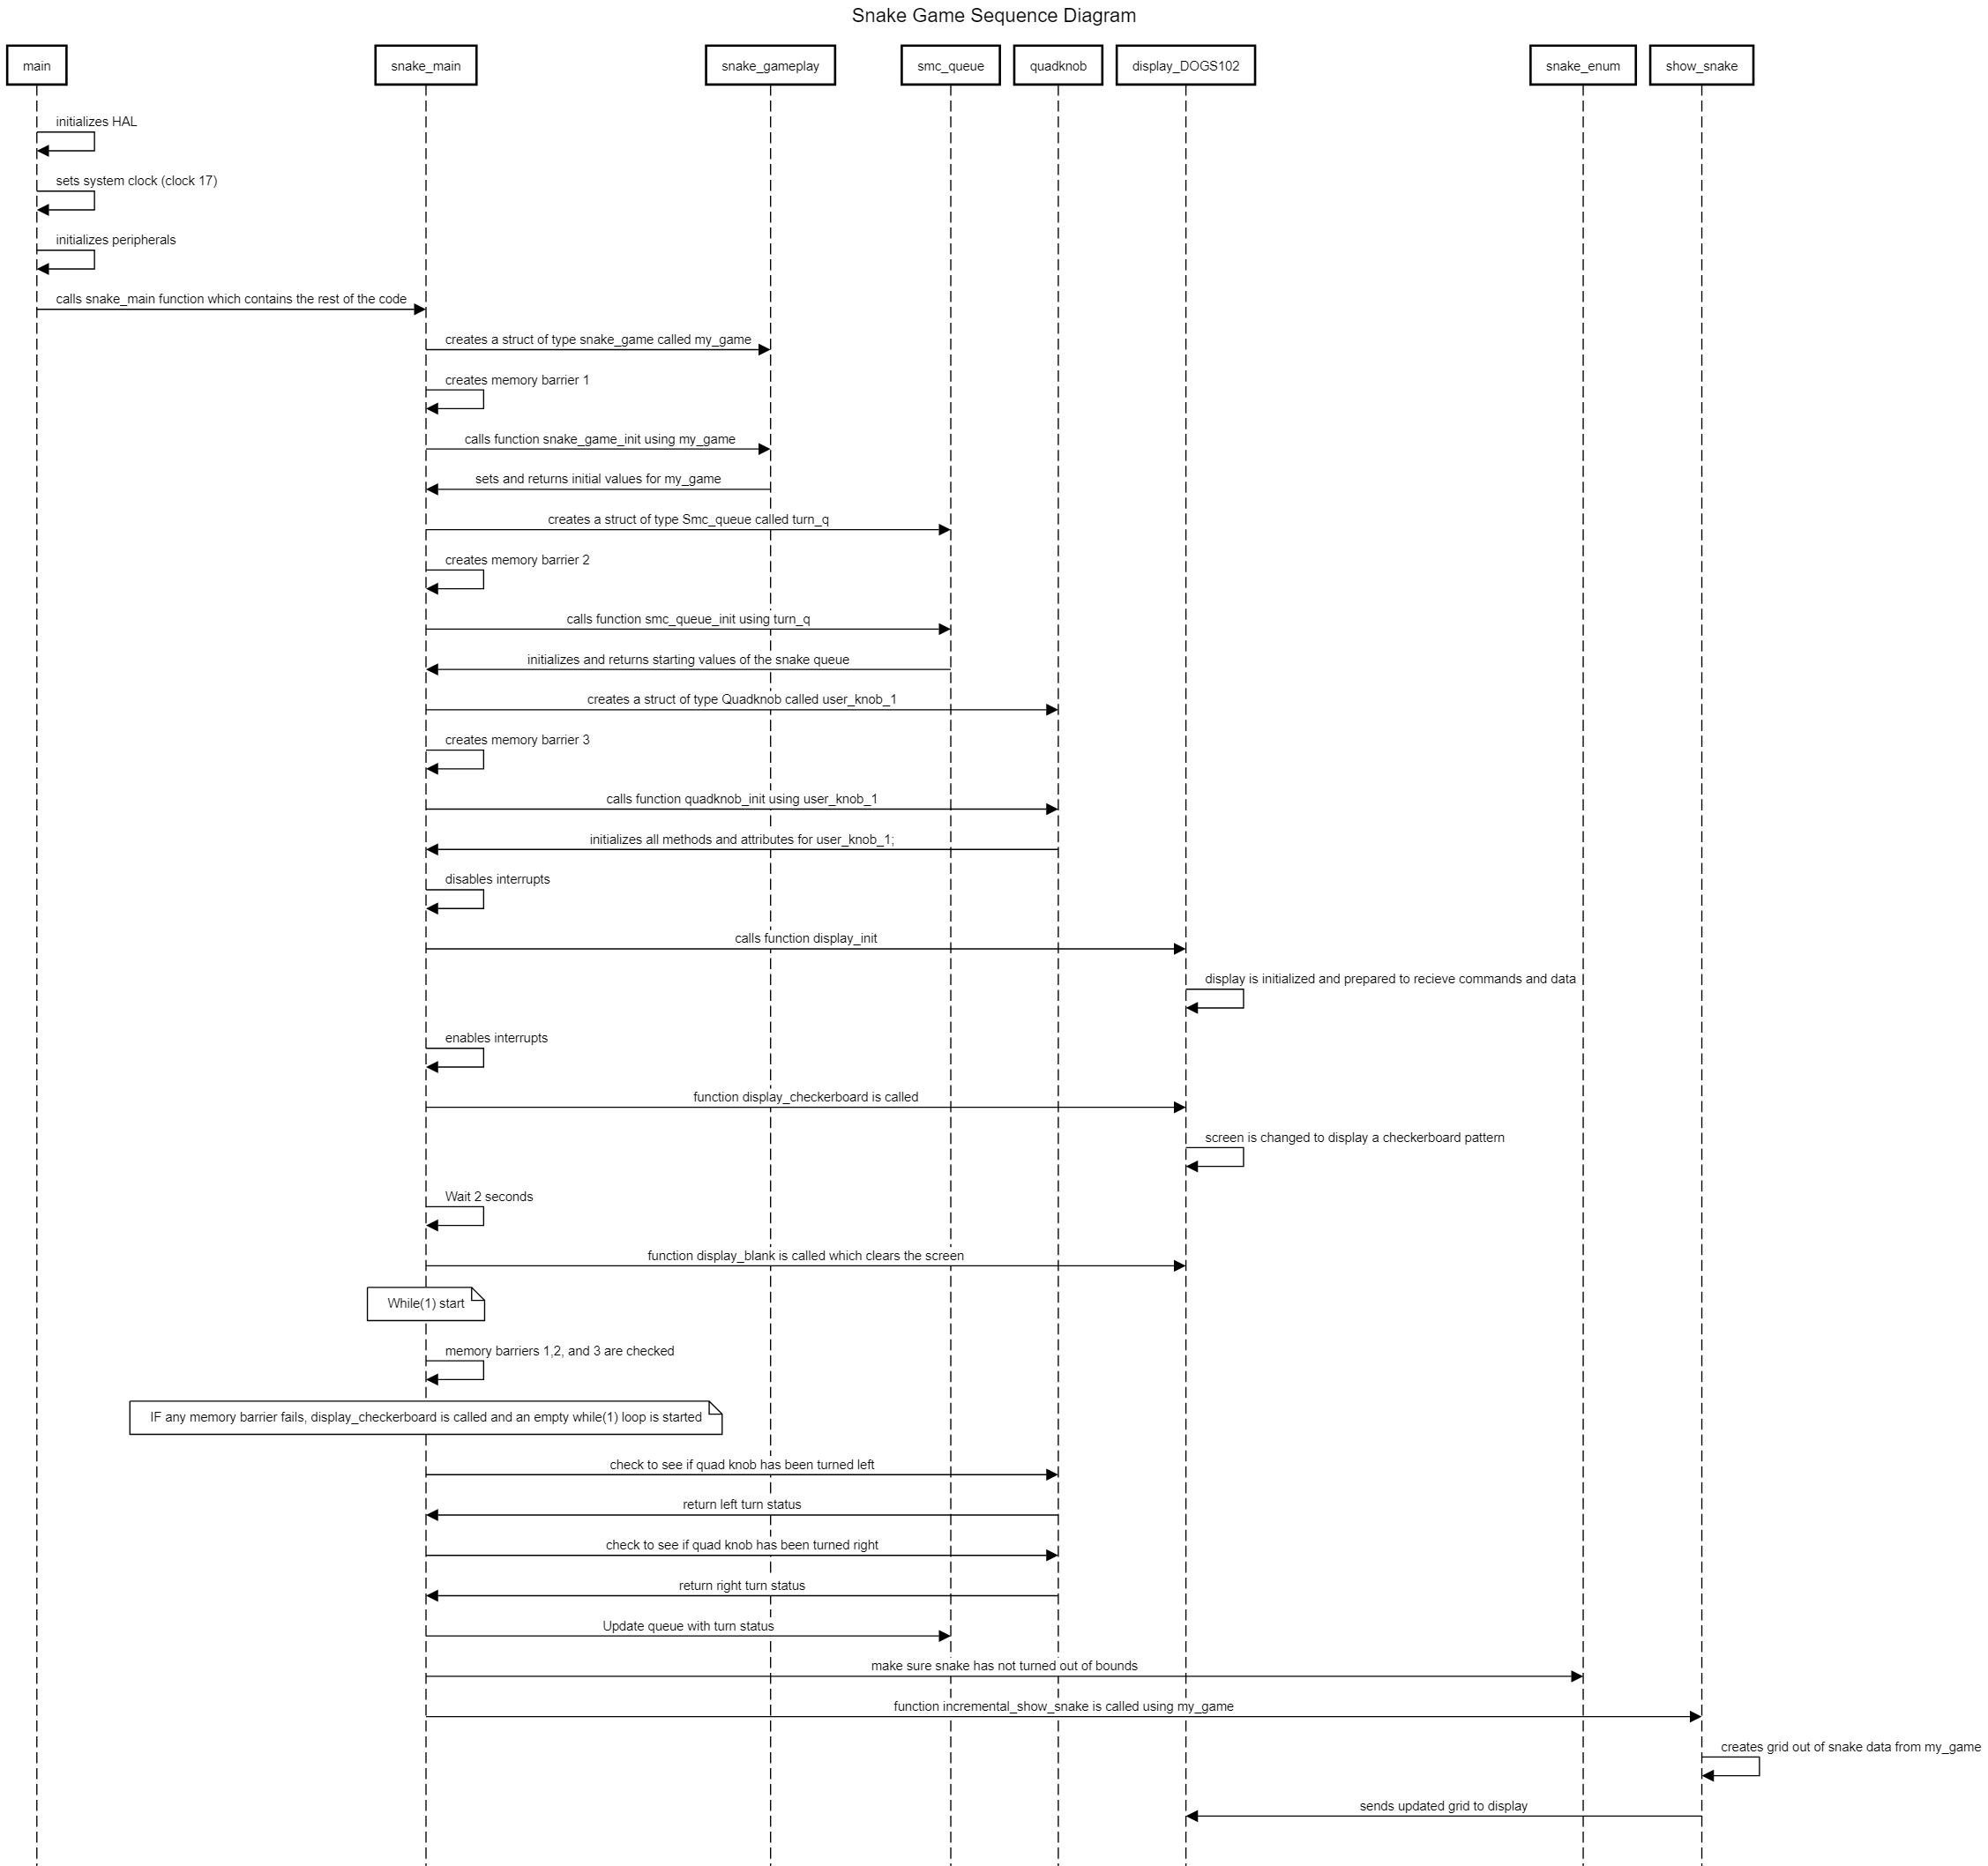 Snake Game Sequence Diagram
main
snake_main
snake_gameplay
smc_queue
quadknob
display_DOGS102
snake_enum
show_snake
initializes HAL
sets system clock (clock 17)
initializes peripherals
calls snake_main function which contains the rest of the code
creates a struct of type snake_game called my_game
creates memory barrier 1
calls function snake_game_init using my_game
sets and returns initial values for my_game
creates a struct of type Smc_queue called turn_q
creates memory barrier 2
calls function smc_queue_init using turn_q
initializes and returns starting values of the snake queue
creates a struct of type Quadknob called user_knob_1
creates memory barrier 3
calls function quadknob_init using user_knob_1
initializes all methods and attributes for user_knob_1;
disables interrupts
calls function display_init
display is initialized and prepared to recieve commands and data
enables interrupts
function display_checkerboard is called
screen is changed to display a checkerboard pattern
Wait 2 seconds
function display_blank is called which clears the screen
While(1) start
memory barriers 1,2, and 3 are checked
IF any memory barrier fails, display_checkerboard is called and an empty while(1) loop is started
check to see if quad knob has been turned left
return left turn status
check to see if quad knob has been turned right
return right turn status
Update queue with turn status
make sure snake has not turned out of bounds
function incremental_show_snake is called using my_game
creates grid out of snake data from my_game
sends updated grid to display